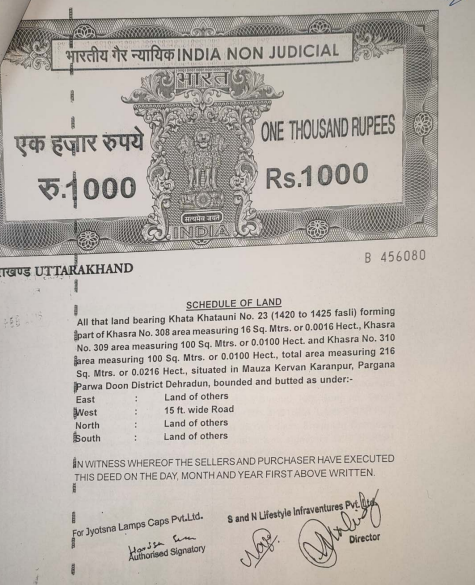 भारतीय गैर न्यायिक INDIA NON JUDICIAL
भारत
एक हज़ार रुपये
ONE THOUSAND RUPEES
रु.1000
Rs.1000
सत्यमेव जयते
INDIA
UTTARAKHAND
B 456080
SCHEDULE OF LAND
All that land bearing Khata Khatauni No. 23 (1420 to 1425 fasli) forming
part of Khasra No. 308 area measuring 16 Sq. Mtrs. or 0.0016 Hect., Khasra
No. 309 area measuring 100 Sq. Mtrs. or 0.0100 Hect. and Khasra No. 310
area measuring 100 Sq. Mtrs. or 0.0100 Hect., total area measuring 216
Sq. Mtrs. or 0.0216 Hect., situated in Mauza Kervan Karanpur, Pargana
Parwa Doon District Dehradun, bounded and butted as under:-
East : Land of others
West : 15 ft. wide Road
North : Land of others
South : Land of others
IN WITNESS WHEREOF THE SELLERS AND PURCHASER HAVE EXECUTED
THIS DEED ON THE DAY, MONTH AND YEAR FIRST ABOVE WRITTEN.
For Jyotsna Lamps Caps Pvt.Ltd.
S and N Lifestyle Infraventures Pvt. Ltd.
Authorised Signatory
Director